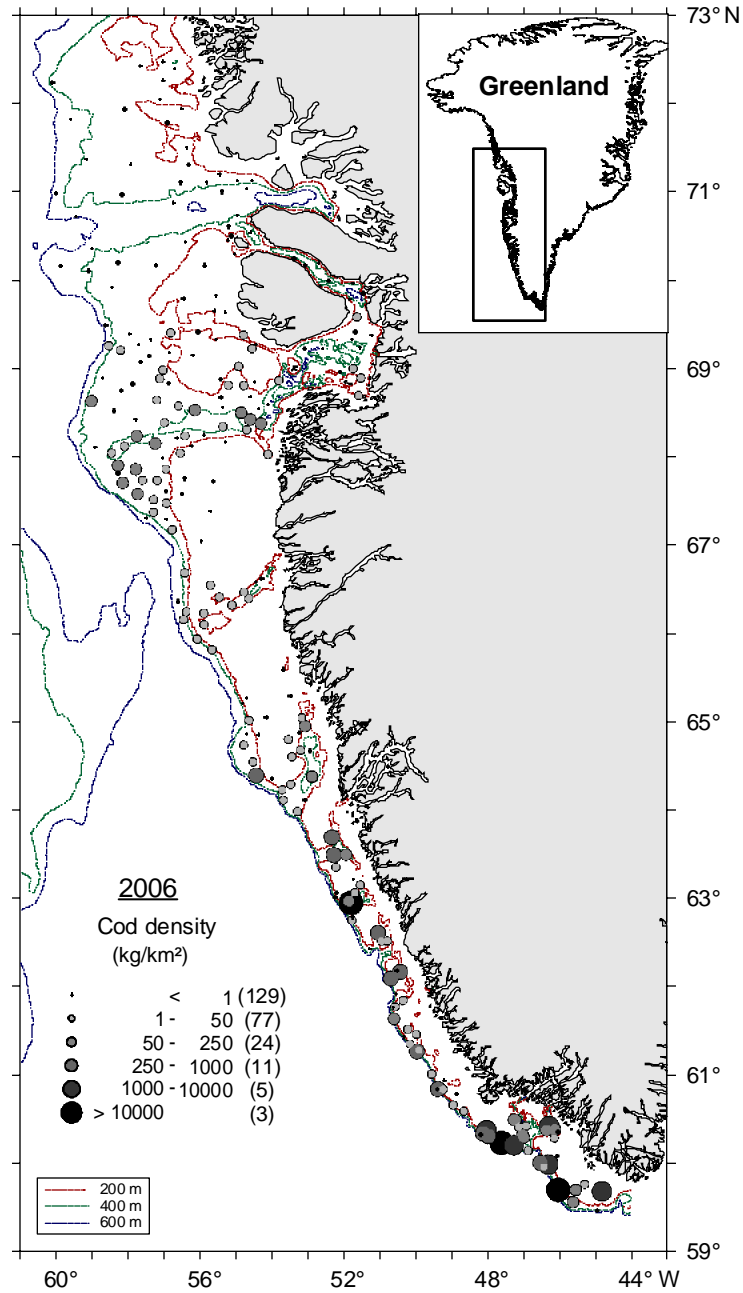 73° N
Greenland
71°
69°
67°
65°
63°
2006
Cod density
(kg/km²)
< 1 (129)
1 - 50 (77)
50 - 250 (24)
250 - 1000 (11)
1000 - 10000 (5)
> 10000 (3)
61°
200 m
400 m
600 m
59°
60° 56° 52° 48° 44° W